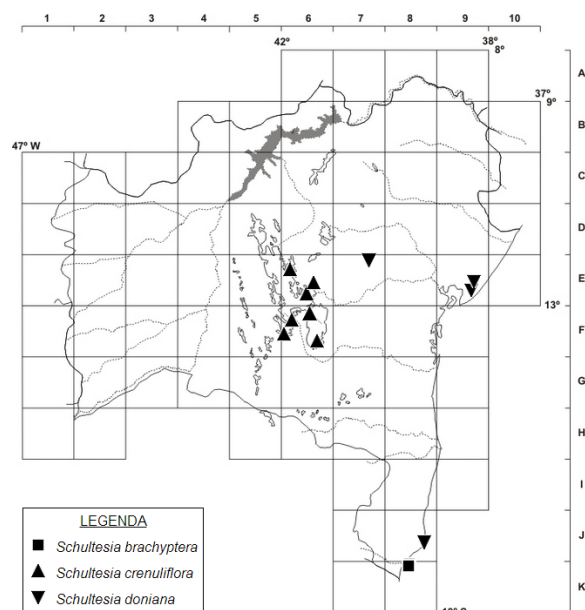 1 2 3 4 5 6 7 8 9 10
42° 38°
8°
A
37°
9°
B
47° W
C
D
E
13°
F
G
H
I
J
K
LEGENDA
Schultesia brachyptera
Schultesia crenuliflora
Schultesia doniana